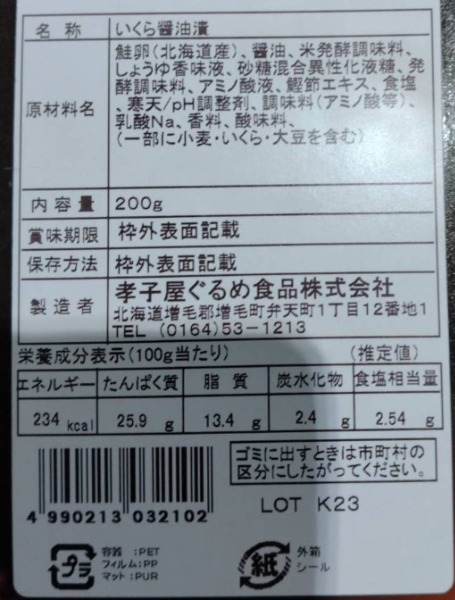 名称 いくら醤油漬
原材料名 鮭卵(北海道産)、醤油、米発酵調味料、
しょうゆ香味液、砂糖混合異性化液糖、発
酵調味料、アミノ酸液、鰹節エキス、食塩
、寒天/pH調整剤、調味料(アミノ酸等)、
乳酸Na、香料、酸味料、
(一部に小麦・いくら・大豆を含む)
内容量 200g
賞味期限 枠外表面記載
保存方法 枠外表面記載
製造者 孝子屋ぐるめ食品株式会社
北海道増毛郡増毛町弁天町1丁目12番地1
TEL (0164)53-1213
栄養成分表示(100g当たり) (推定値)
エネルギー たんぱく質 脂質 炭水化物 食塩相当量
234 kcal 25.9 g 13.4 g 2.4 g 2.54 g
ゴミに出すときは市町村の
区分にしたがってください。
4 990213 032102
LOT K23
プラ
容器 :PET
フィルム:PP
マット :PUR
紙
外箱
シール